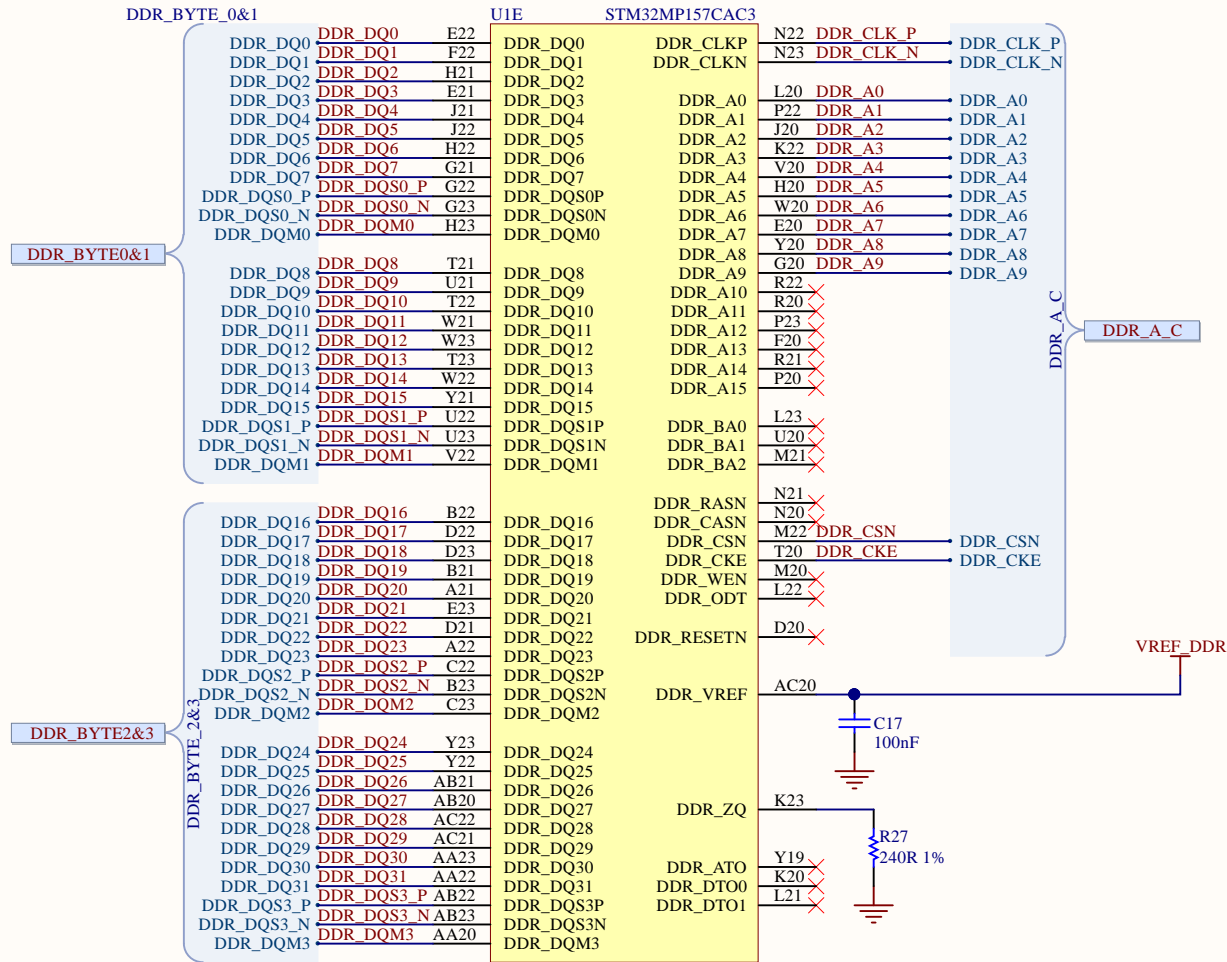 DDR_BYTE_0&1 U1E STM32MP157CAC3
DDR_DQ0 DDR_DQ0 E22 DDR_DQ0 DDR_CLKP N22 DDR_CLK_P DDR_CLK_P
DDR_DQ1 DDR_DQ1 F22 DDR_DQ1 DDR_CLKN N23 DDR_CLK_N DDR_CLK_N
DDR_DQ2 DDR_DQ2 H21 DDR_DQ2
DDR_DQ3 DDR_DQ3 E21 DDR_DQ3 DDR_A0 L20 DDR_A0 DDR_A0
DDR_DQ4 DDR_DQ4 J21 DDR_DQ4 DDR_A1 P22 DDR_A1 DDR_A1
DDR_DQ5 DDR_DQ5 J22 DDR_DQ5 DDR_A2 J20 DDR_A2 DDR_A2
DDR_DQ6 DDR_DQ6 H22 DDR_DQ6 DDR_A3 K22 DDR_A3 DDR_A3
DDR_DQ7 DDR_DQ7 G21 DDR_DQ7 DDR_A4 V20 DDR_A4 DDR_A4
DDR_DQS0_P DDR_DQS0_P G22 DDR_DQS0P DDR_A5 H20 DDR_A5 DDR_A5
DDR_DQS0_N DDR_DQS0_N G23 DDR_DQS0N DDR_A6 W20 DDR_A6 DDR_A6
DDR_DQM0 DDR_DQM0 H23 DDR_DQM0 DDR_A7 E20 DDR_A7 DDR_A7
DDR_BYTE0&1 DDR_A8 Y20 DDR_A8 DDR_A8
DDR_DQ8 DDR_DQ8 T21 DDR_DQ8 DDR_A9 G20 DDR_A9 DDR_A9
DDR_DQ9 DDR_DQ9 U21 DDR_DQ9 DDR_A10 R22
DDR_DQ10 DDR_DQ10 T22 DDR_DQ10 DDR_A11 R20
DDR_DQ11 DDR_DQ11 W21 DDR_DQ11 DDR_A12 P23 DDR_A_C DDR_A_C
DDR_DQ12 DDR_DQ12 W23 DDR_DQ12 DDR_A13 F20
DDR_DQ13 DDR_DQ13 T23 DDR_DQ13 DDR_A14 R21
DDR_DQ14 DDR_DQ14 W22 DDR_DQ14 DDR_A15 P20
DDR_DQ15 DDR_DQ15 Y21 DDR_DQ15
DDR_DQS1_P DDR_DQS1_P U22 DDR_DQS1P DDR_BA0 L23
DDR_DQS1_N DDR_DQS1_N U23 DDR_DQS1N DDR_BA1 U20
DDR_DQM1 DDR_DQM1 V22 DDR_DQM1 DDR_BA2 M21
DDR_RASN N21
DDR_DQ16 DDR_DQ16 B22 DDR_DQ16 DDR_CASN N20
DDR_DQ17 DDR_DQ17 D22 DDR_DQ17 DDR_CSN M22 DDR_CSN DDR_CSN
DDR_DQ18 DDR_DQ18 D23 DDR_DQ18 DDR_CKE T20 DDR_CKE DDR_CKE
DDR_DQ19 DDR_DQ19 B21 DDR_DQ19 DDR_WEN M20
DDR_DQ20 DDR_DQ20 A21 DDR_DQ20 DDR_ODT L22
DDR_DQ21 DDR_DQ21 E23 DDR_DQ21
DDR_DQ22 DDR_DQ22 D21 DDR_DQ22 DDR_RESETN D20
DDR_DQ23 DDR_DQ23 A22 DDR_DQ23 VREF_DDR
DDR_DQS2_P DDR_DQS2_P C22 DDR_DQS2P
DDR_DQS2_N DDR_DQS2_N B23 DDR_DQS2N DDR_VREF AC20
DDR_DQM2 DDR_DQM2 C23 DDR_DQM2
DDR_BYTE2&3 DDR_BYTE_2&3 C17
100nF
DDR_DQ24 DDR_DQ24 Y23 DDR_DQ24
DDR_DQ25 DDR_DQ25 Y22 DDR_DQ25
DDR_DQ26 DDR_DQ26 AB21 DDR_DQ26
DDR_DQ27 DDR_DQ27 AB20 DDR_DQ27 DDR_ZQ K23
DDR_DQ28 DDR_DQ28 AC22 DDR_DQ28
DDR_DQ29 DDR_DQ29 AC21 DDR_DQ29 R27
240R 1%
DDR_DQ30 DDR_DQ30 AA23 DDR_DQ30 DDR_ATO Y19
DDR_DQ31 DDR_DQ31 AA22 DDR_DQ31 DDR_DTO0 K20
DDR_DQS3_P DDR_DQS3_P AB22 DDR_DQS3P DDR_DTO1 L21
DDR_DQS3_N DDR_DQS3_N AB23 DDR_DQS3N
DDR_DQM3 DDR_DQM3 AA20 DDR_DQM3